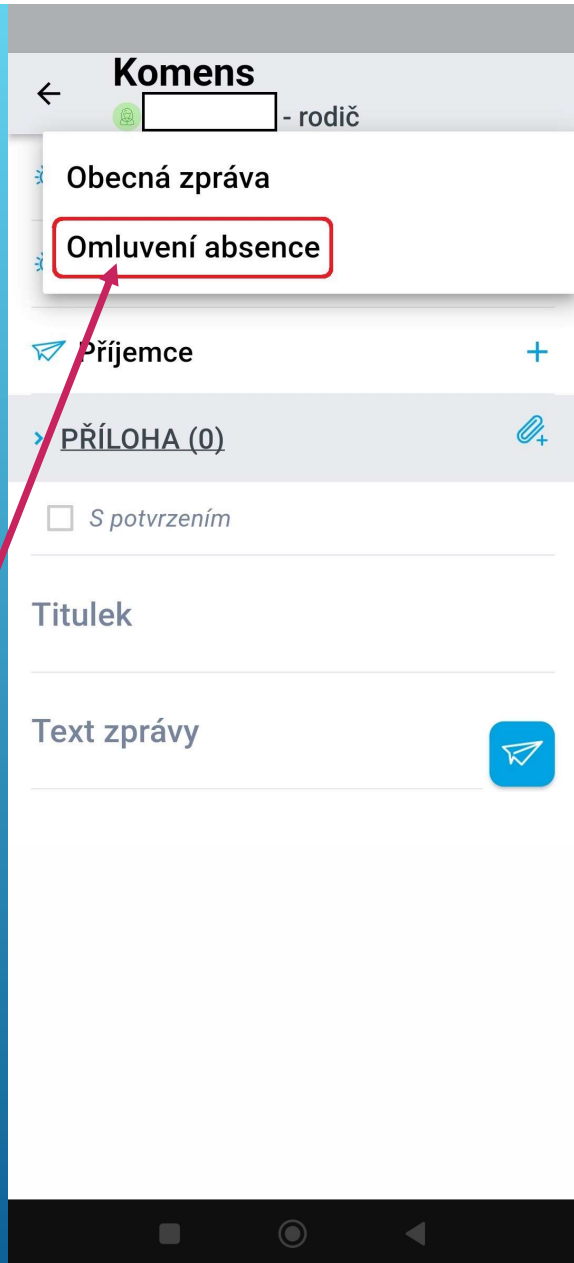 Komens
- rodič
Obecná zpráva
Omluvení absence
Příjemce
PŘÍLOHA (0)
S potvrzením
Titulek
Text zprávy